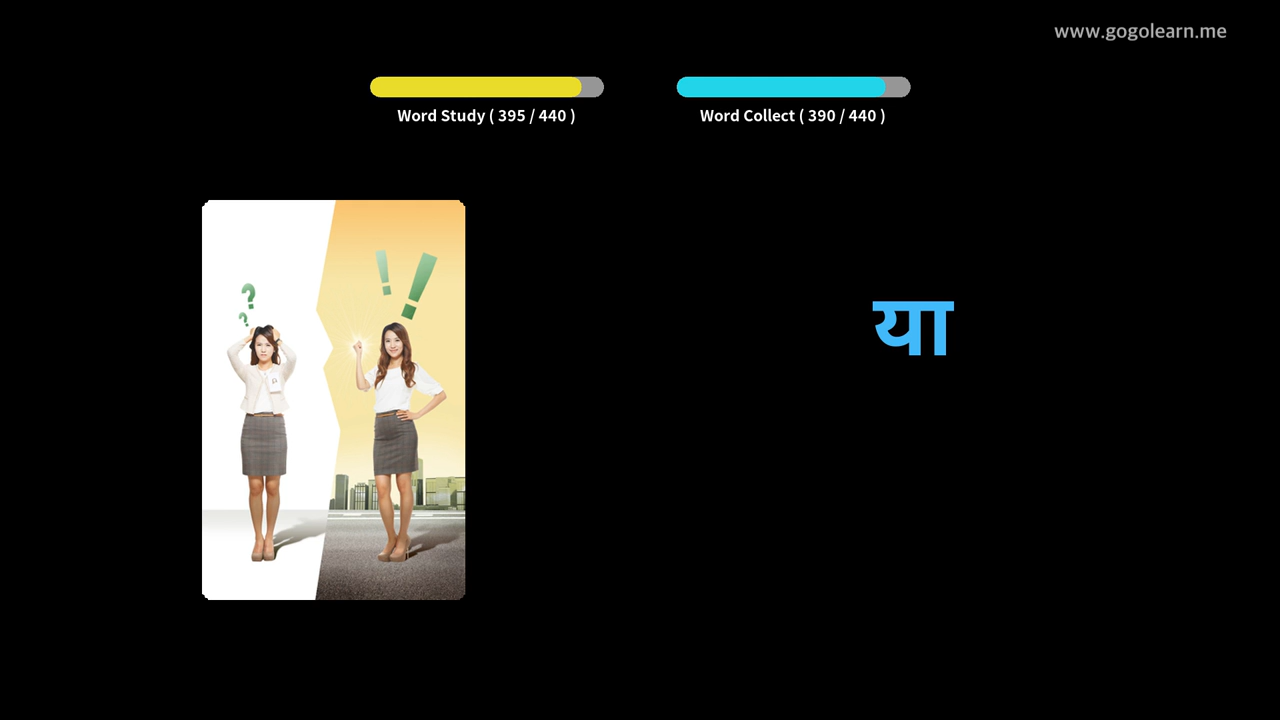 www.gogolearn.me
Word Study ( 395 / 440 )
Word Collect ( 390 / 440 )
? ?
! !
या